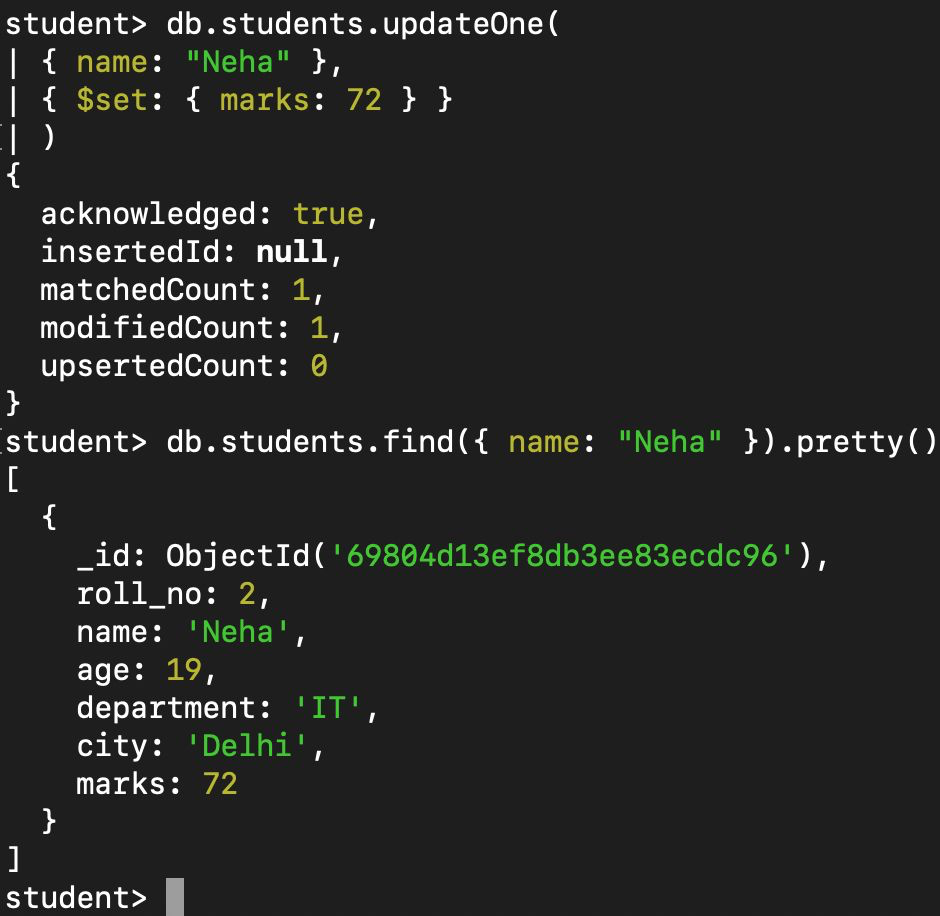 student> db.students.updateOne(
| { name: "Neha" },
| { $set: { marks: 72 } }
| )
{
  acknowledged: true,
  insertedId: null,
  matchedCount: 1,
  modifiedCount: 1,
  upsertedCount: 0
}
student> db.students.find({ name: "Neha" }).pretty()
[
  {
    _id: ObjectId('69804d13ef8db3ee83ecdc96'),
    roll_no: 2,
    name: 'Neha',
    age: 19,
    department: 'IT',
    city: 'Delhi',
    marks: 72
  }
]
student>